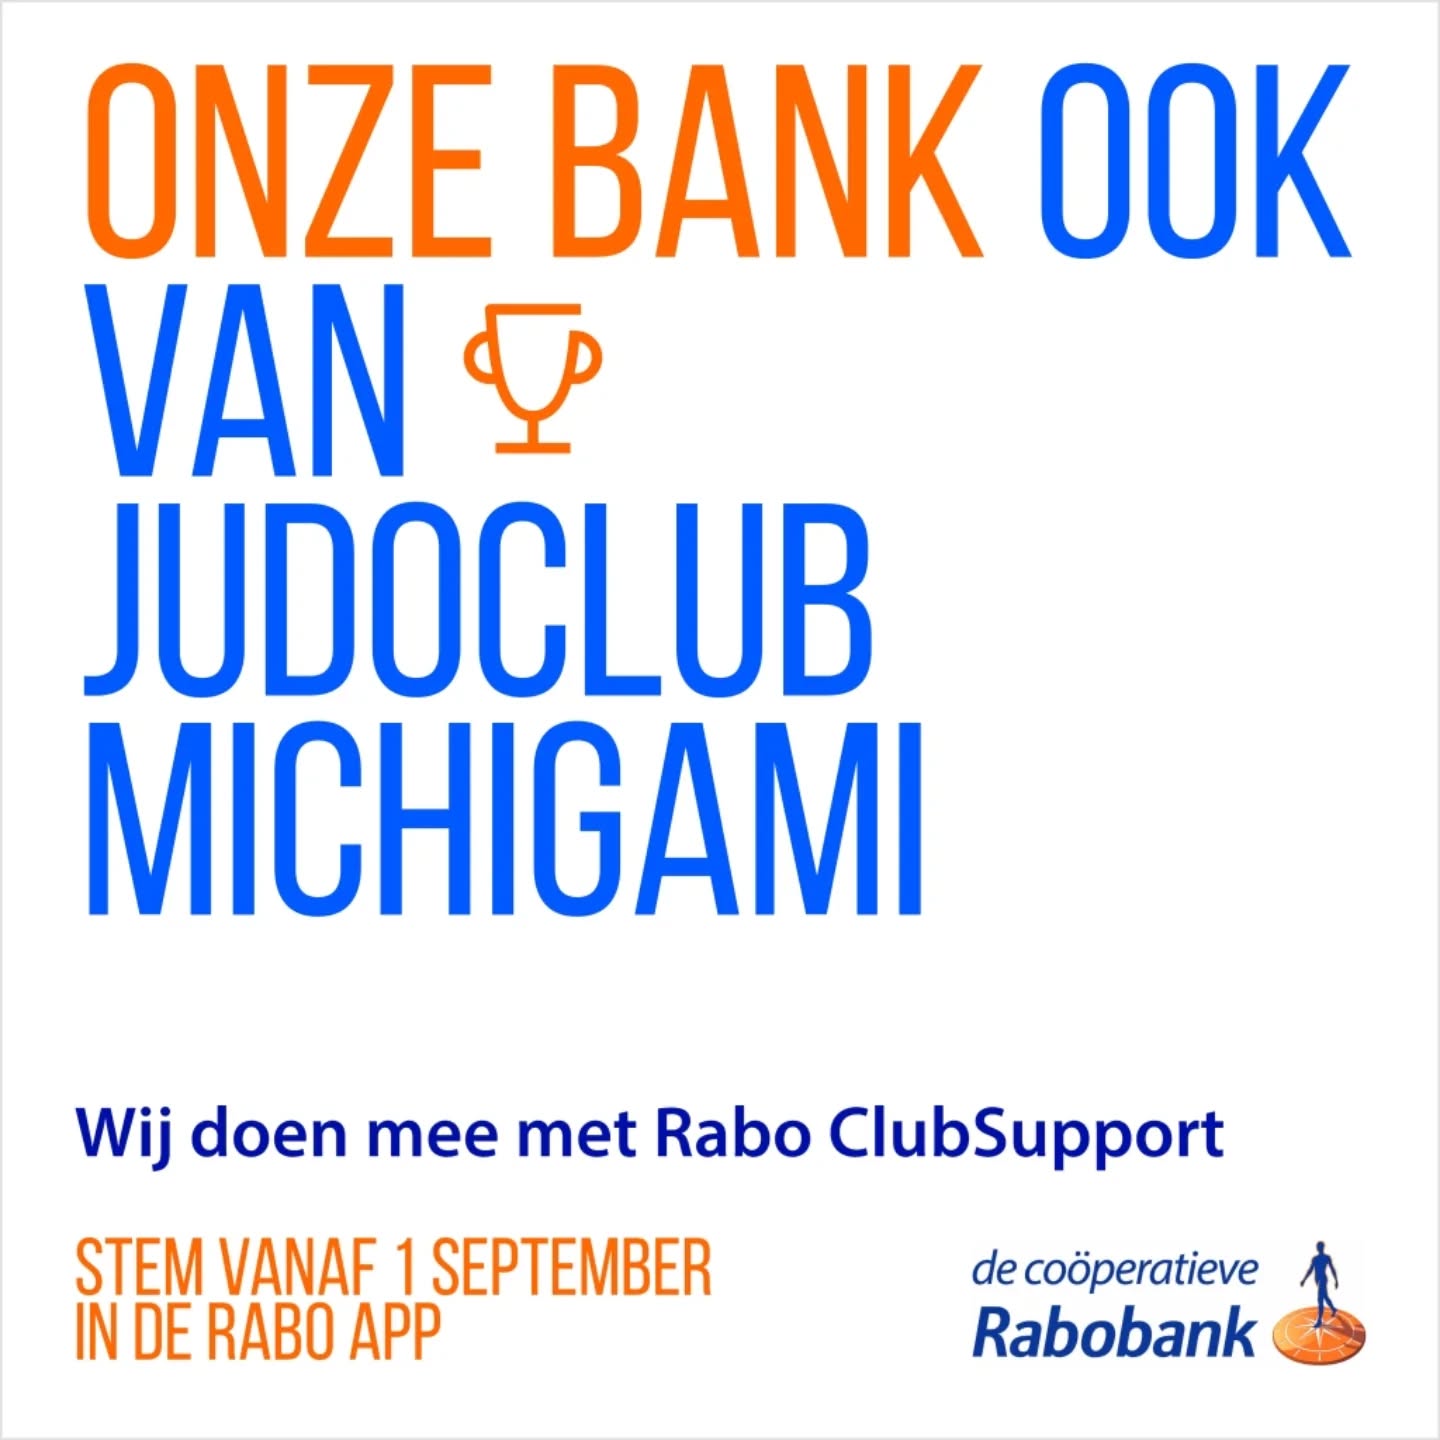 ONZE BANK OOK
VAN
JUDOCLUB
MICHIGAMI
Wij doen mee met Rabo ClubSupport
STEM VANAF 1 SEPTEMBER
IN DE RABO APP
de coöperatieve
Rabobank